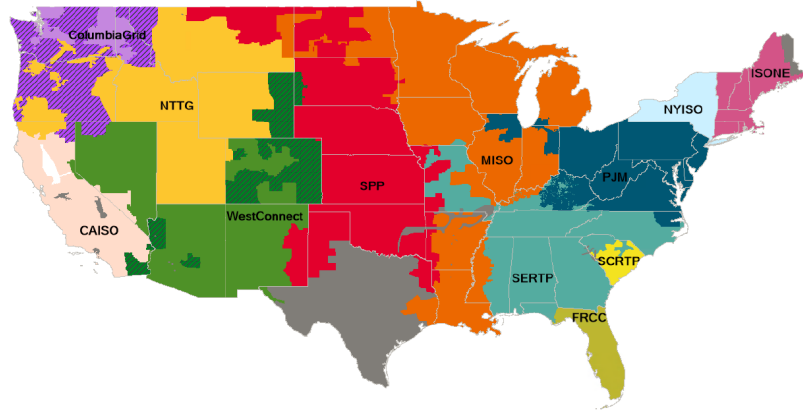 ColumbiaGrid
ISONE
NTTG
NYISO
MISO
PJM
SPP
WestConnect
CAISO
SCRTP
SERTP
FRCC